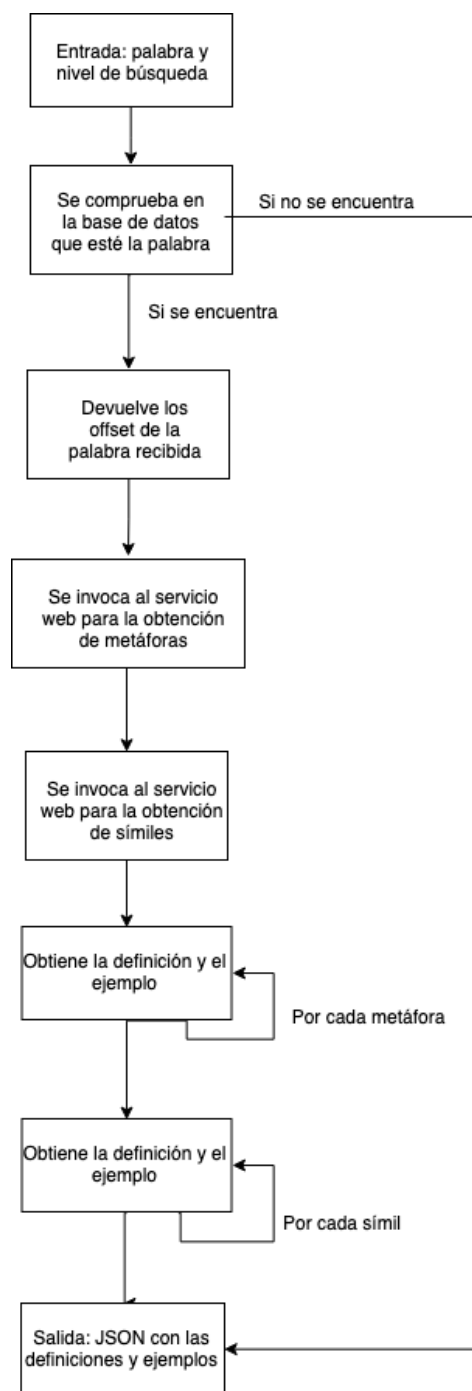 Entrada: palabra y
nivel de búsqueda
Se comprueba en
la base de datos
que esté la palabra
Si no se encuentra
Si se encuentra
Devuelve los
offset de la
palabra recibida
Se invoca al servicio
web para la obtención
de metáforas
Se invoca al servicio
web para la obtención
de símiles
Obtiene la definición y el
ejemplo
Por cada metáfora
Obtiene la definición y el
ejemplo
Por cada símil
Salida: JSON con las
definiciones y ejemplos